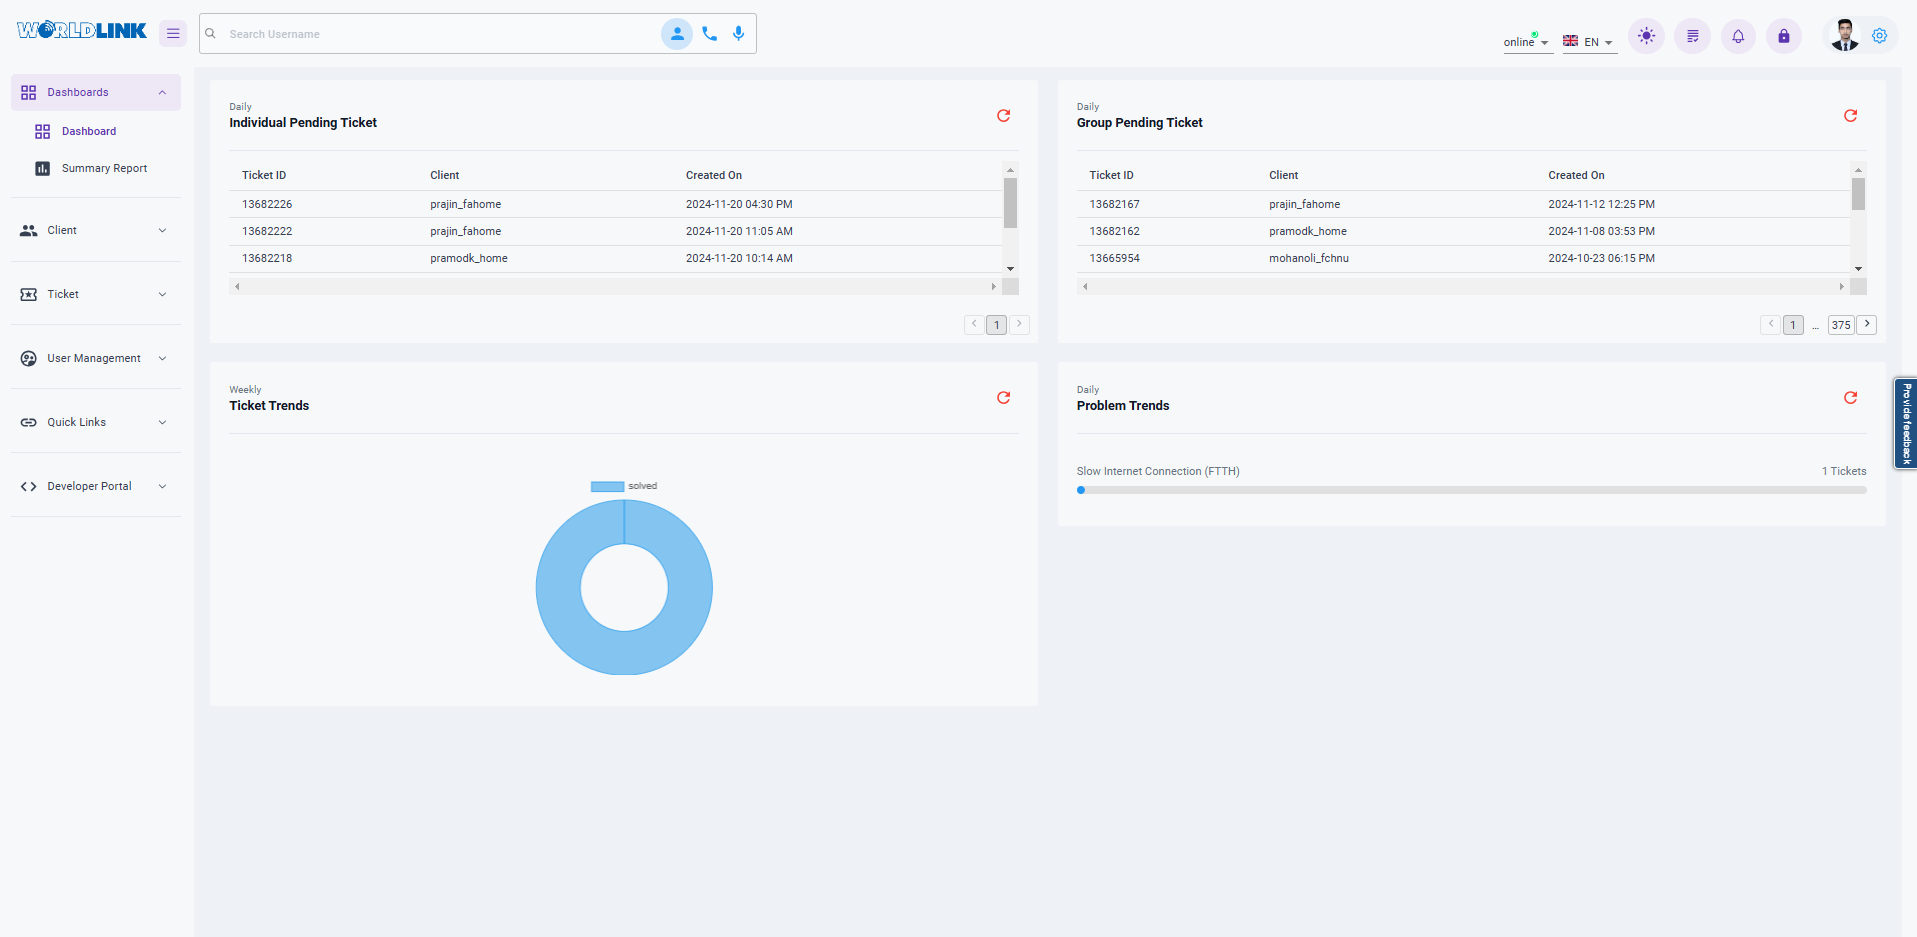 WORLDLINK
Search Username
online
EN
Dashboards
Dashboard
Summary Report
Client
Ticket
User Management
Quick Links
Developer Portal
Daily
Individual Pending Ticket
Ticket ID Client Created On
13682226 prajin_fahome 2024-11-20 04:30 PM
13682222 prajin_fahome 2024-11-20 11:05 AM
13682218 pramodk_home 2024-11-20 10:14 AM
1
Daily
Group Pending Ticket
Ticket ID Client Created On
13682167 prajin_fahome 2024-11-12 12:25 PM
13682162 pramodk_home 2024-11-08 03:53 PM
13665954 mohanoli_fchnu 2024-10-23 06:15 PM
1 ... 375
Weekly
Ticket Trends
solved
Daily
Problem Trends
Slow Internet Connection (FTTH) 1 Tickets
Provide feedback